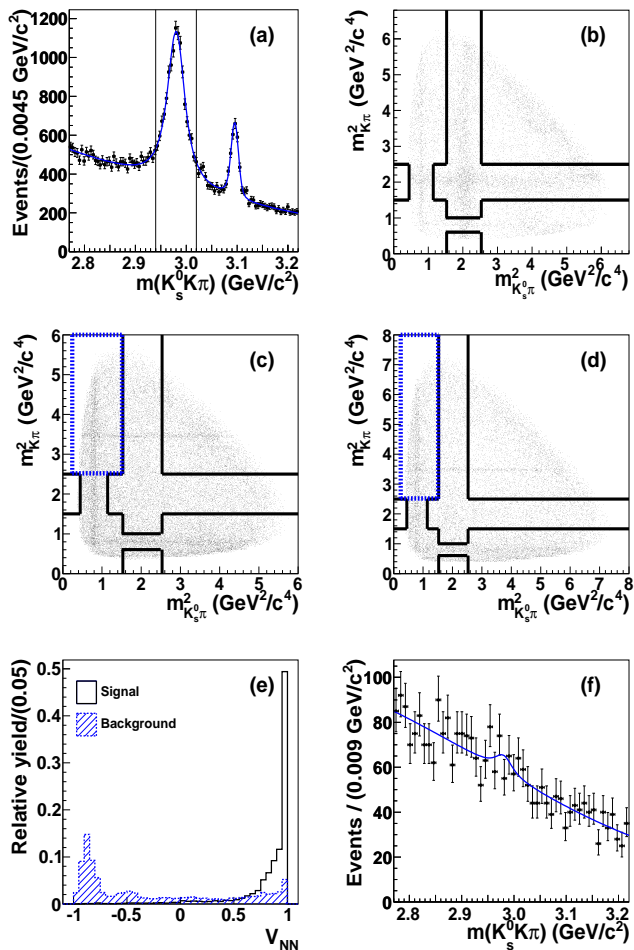 (a)
Events/(0.0045 GeV/c²)
1200
1000
800
600
400
200
0
2.8 2.9 3.0 3.1 3.2
m(K⁰ₛKπ) (GeV/c²)
(b)
m²Kπ (GeV²/c⁴)
6
5
4
3
2
1
0
0 1 2 3 4 5 6
m²K⁰ₛπ (GeV²/c⁴)
(c)
m²Kπ (GeV²/c⁴)
6
5
4
3
2
1
0
0 1 2 3 4 5 6
m²K⁰ₛπ (GeV²/c⁴)
(d)
m²Kπ (GeV²/c⁴)
8
7
6
5
4
3
2
1
0
0 1 2 3 4 5 6 7 8
m²K⁰ₛπ (GeV²/c⁴)
(e)
Relative yield/(0.05)
0.5
0.4
0.3
0.2
0.1
0
Signal
Background
-1 -0.5 0 0.5 1
V_NN
(f)
Events / (0.009 GeV/c²)
100
80
60
40
20
0
2.8 2.9 3.0 3.1 3.2
m(K⁰ₛKπ) (GeV/c²)